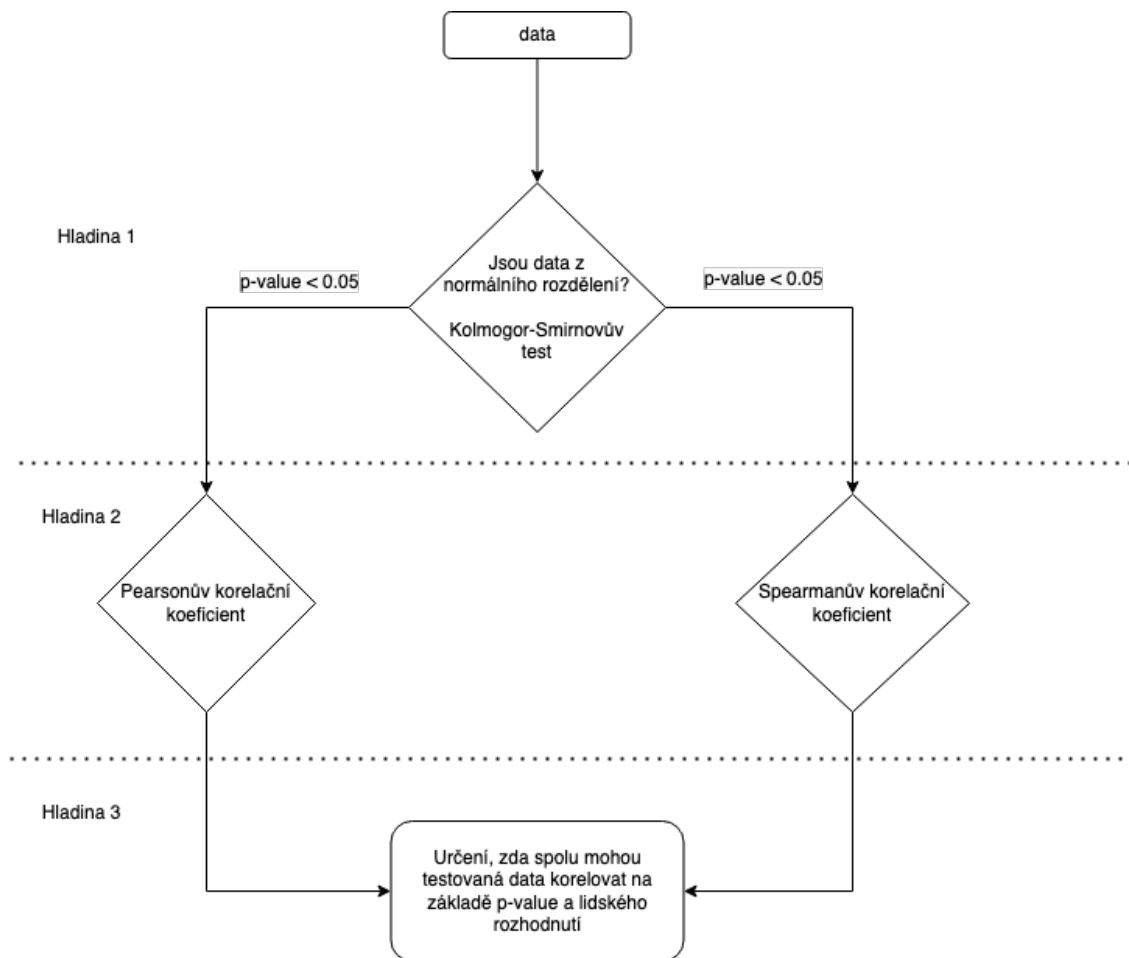 data
Hladina 1
p-value < 0.05
Jsou data z
normálního rozdělení?
Kolmogor-Smirnovův
test
p-value < 0.05
Hladina 2
Pearsonův korelační
koeficient
Spearmanův korelační
koeficient
Hladina 3
Určení, zda spolu mohou
testovaná data korelovat na
základě p-value a lidského
rozhodnutí